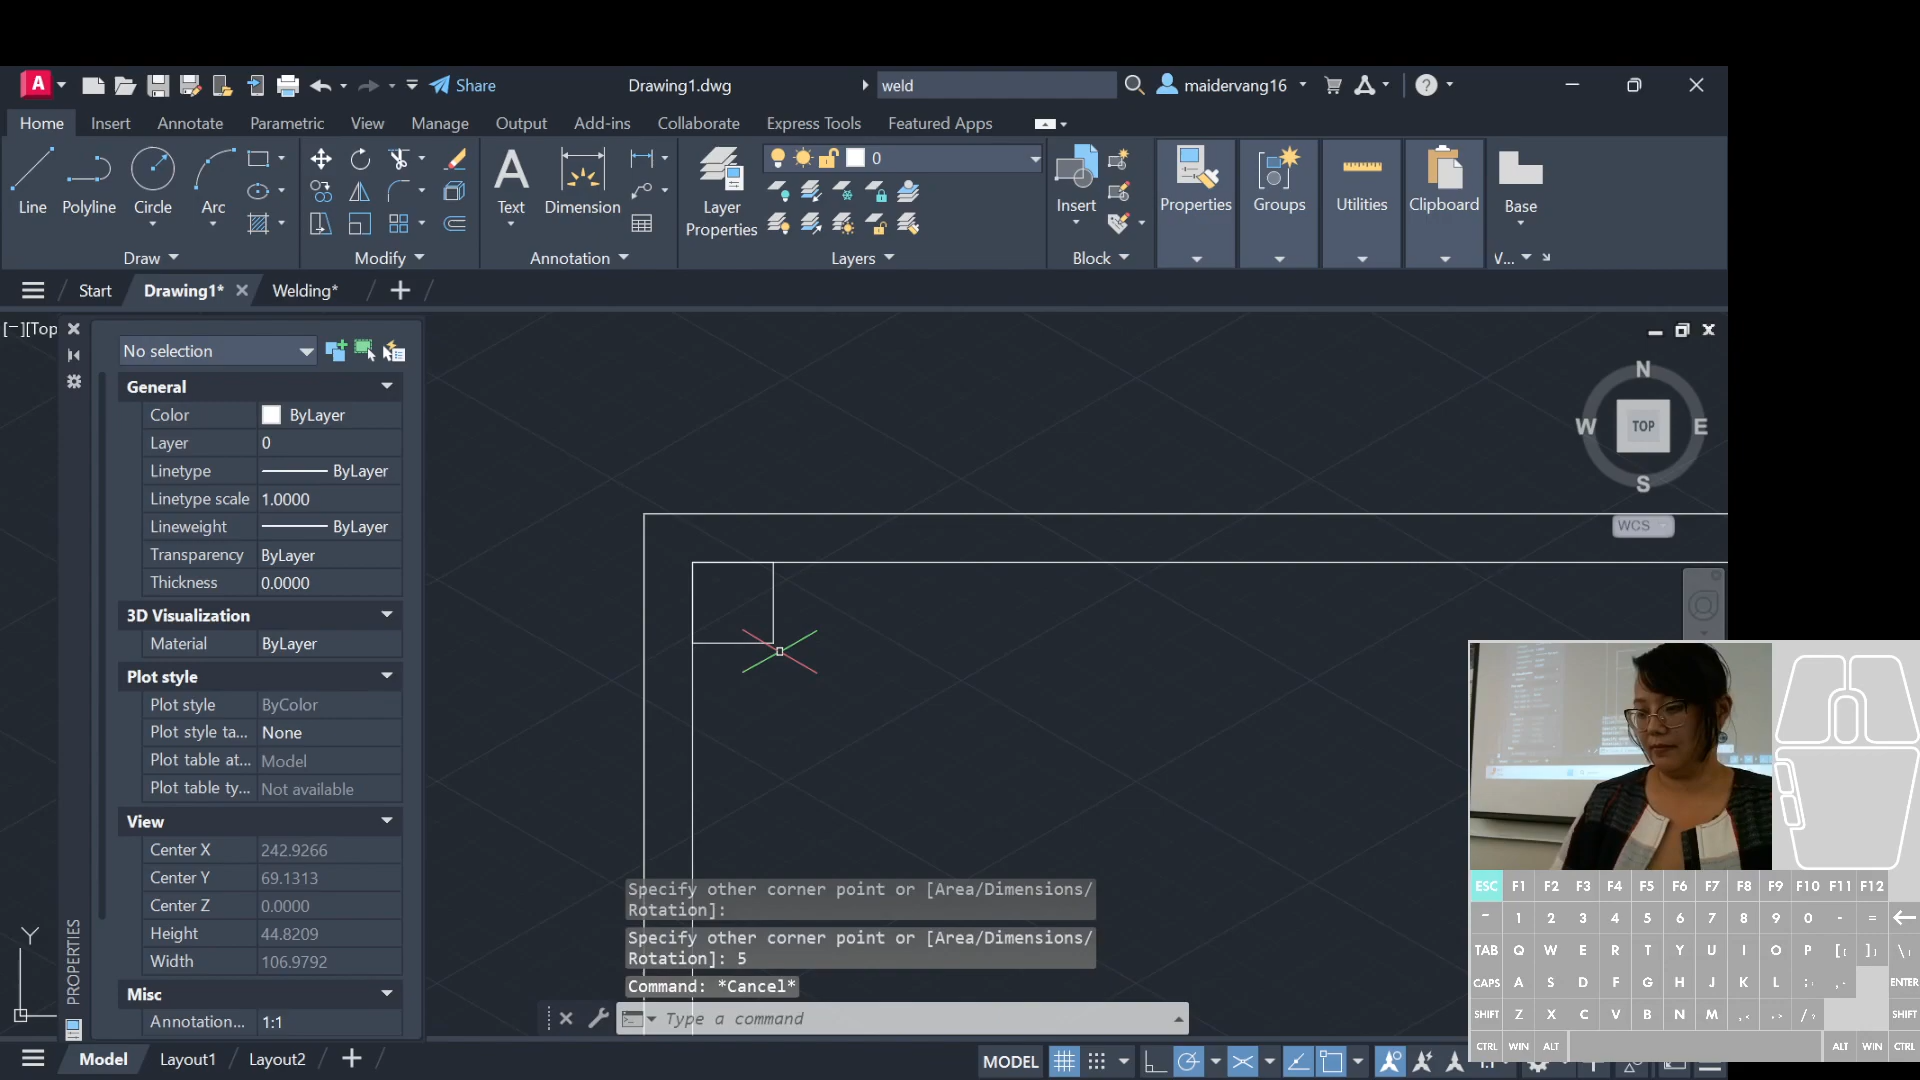 A Share Drawing1.dwg weld maidervang16
Home Insert Annotate Parametric View Manage Output Add-ins Collaborate Express Tools Featured Apps
0
Line Polyline Circle Arc Text Dimension Layer Properties Insert Properties Groups Utilities Clipboard Base
Draw Modify Annotation Layers Block V...
Start Drawing1* Welding*
[−][Top
No selection
General
Color ByLayer
Layer 0
Linetype ByLayer
Linetype scale 1.0000
Lineweight ByLayer
Transparency ByLayer
Thickness 0.0000
3D Visualization
Material ByLayer
Plot style
Plot style ByColor
Plot style ta... None
Plot table at... Model
Plot table ty... Not available
View
Center X 242.9266
Center Y 69.1313
Center Z 0.0000
Height 44.8209
Width 106.9792
Misc
Annotation... 1:1
PROPERTIES
Y
N
W TOP E
S
WCS
Specify other corner point or [Area/Dimensions/
Rotation]:
Specify other corner point or [Area/Dimensions/
Rotation]: 5
Command: *Cancel*
Type a command
Model Layout1 Layout2
MODEL
ESC F1 F2 F3 F4 F5 F6 F7 F8 F9 F10 F11 F12
1 2 3 4 5 6 7 8 9 0 - =
TAB Q W E R T Y U I O P
CAPS A S D F G H J K L ENTER
SHIFT Z X C V B N M SHIFT
CTRL WIN ALT ALT WIN CTRL